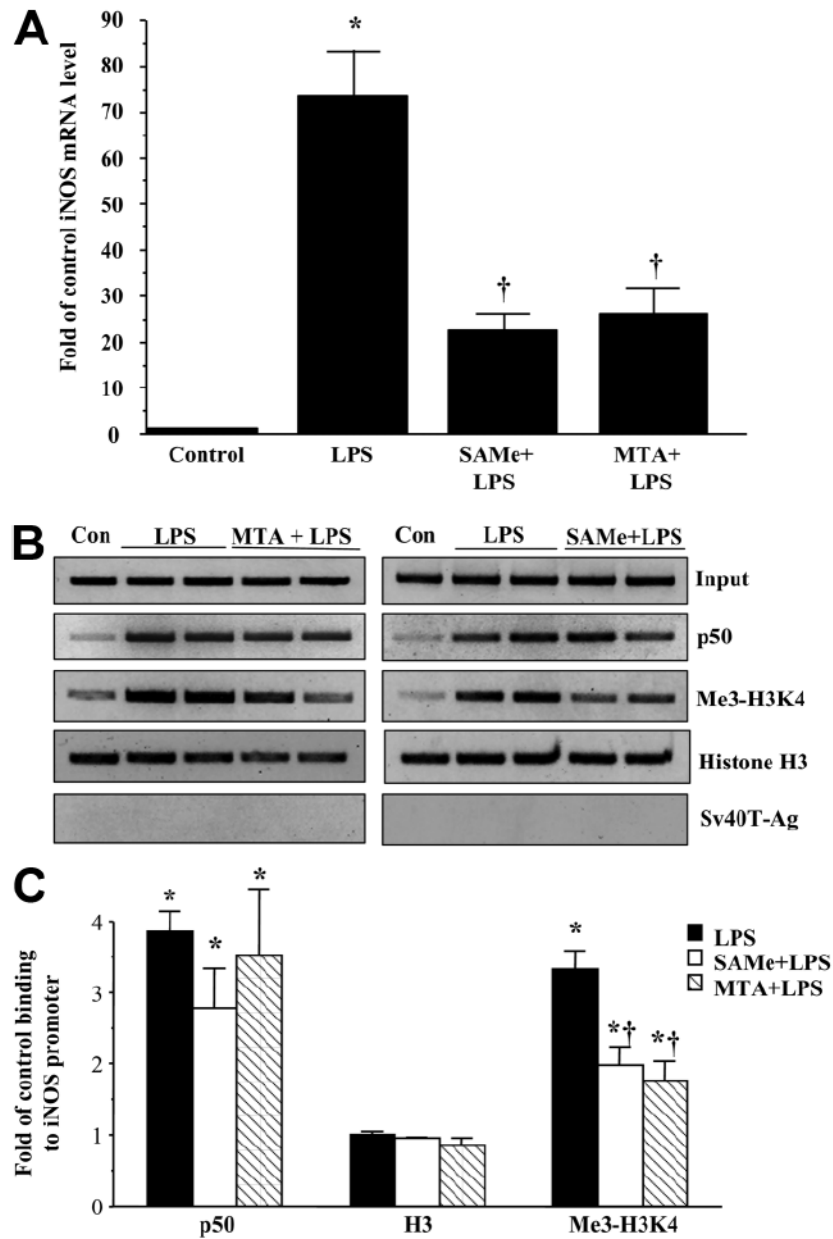 A
Fold of control iNOS mRNA level
90
80
70
60
50
40
30
20
10
0
*
†
†
Control
LPS
SAMe+
LPS
MTA+
LPS
B
Con LPS MTA + LPS
Con LPS SAMe+LPS
Input
p50
Me3-H3K4
Histone H3
Sv40T-Ag
C
Fold of control binding
to iNOS promoter
4
3
2
1
0
*
*
*
*
*†
*†
LPS
SAMe+LPS
MTA+LPS
p50
H3
Me3-H3K4